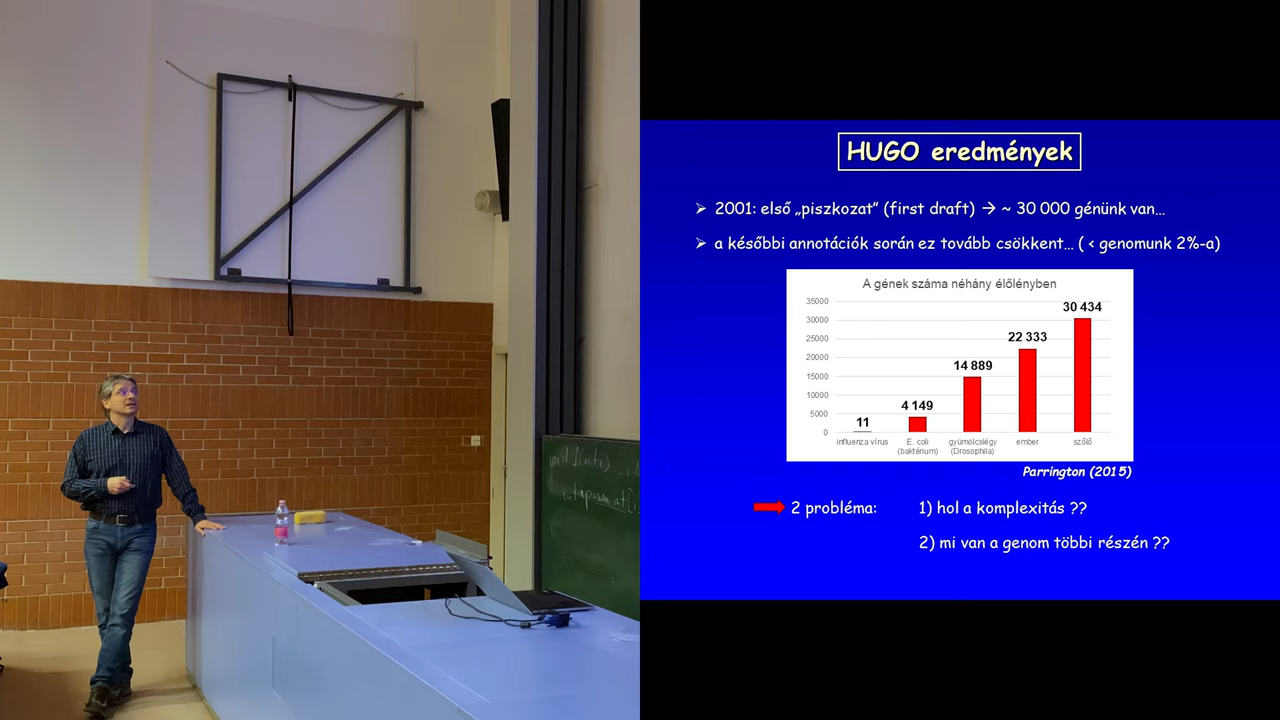 HUGO eredmények
➢ 2001: első „piszkozat" (first draft) → ~ 30 000 génünk van...
➢ a későbbi annotációk során ez tovább csökkent... ( < genomunk 2%-a)
A gének száma néhány élőlényben
35000
30000
25000
20000
15000
10000
5000
0
11
4 149
14 889
22 333
30 434
influenza vírus
E. coli
(baktérium)
gyümölcslégy
(Drosophila)
ember
szőlő
Parrington (2015)
2 probléma: 1) hol a komplexitás ??
2) mi van a genom többi részén ??
void f(
int